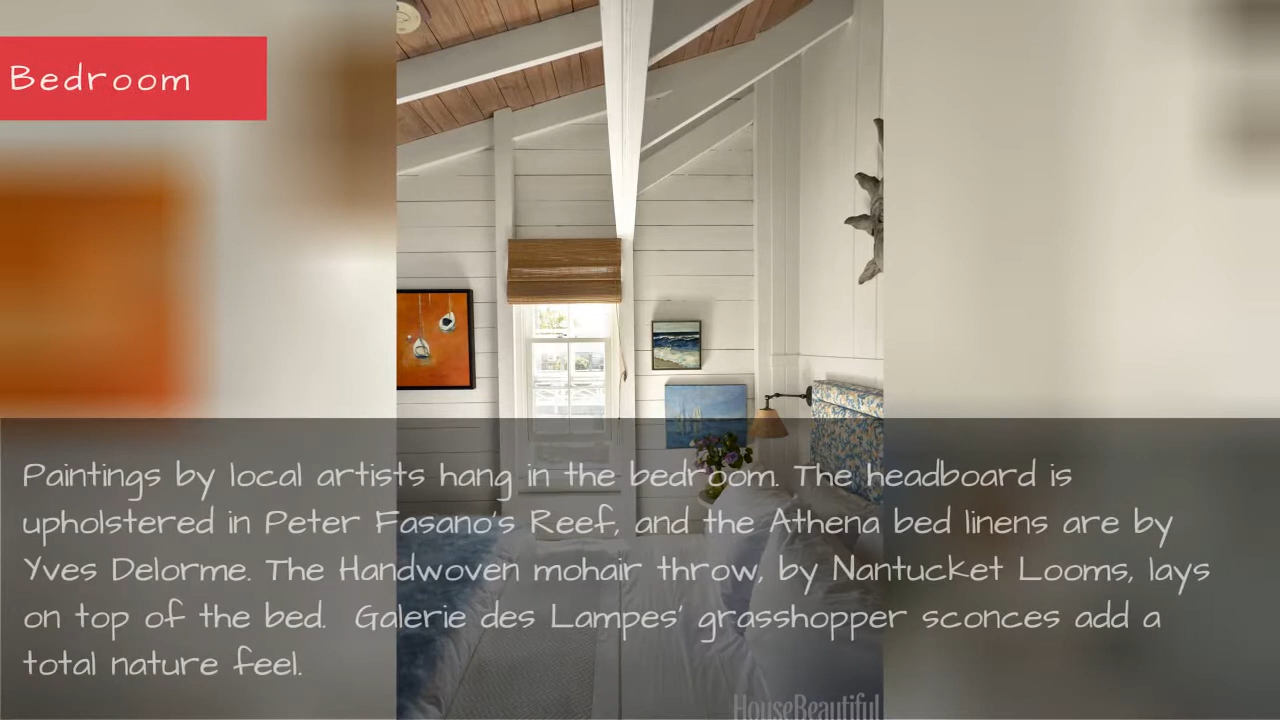 Bedroom
Paintings by local artists hang in the bedroom. The headboard is
upholstered in Peter Fasano's Reef, and the Athena bed linens are by
Yves Delorme. The Handwoven mohair throw, by Nantucket Looms, lays
on top of the bed.  Galerie des Lampes' grasshopper sconces add a
total nature feel.
HouseBeautiful